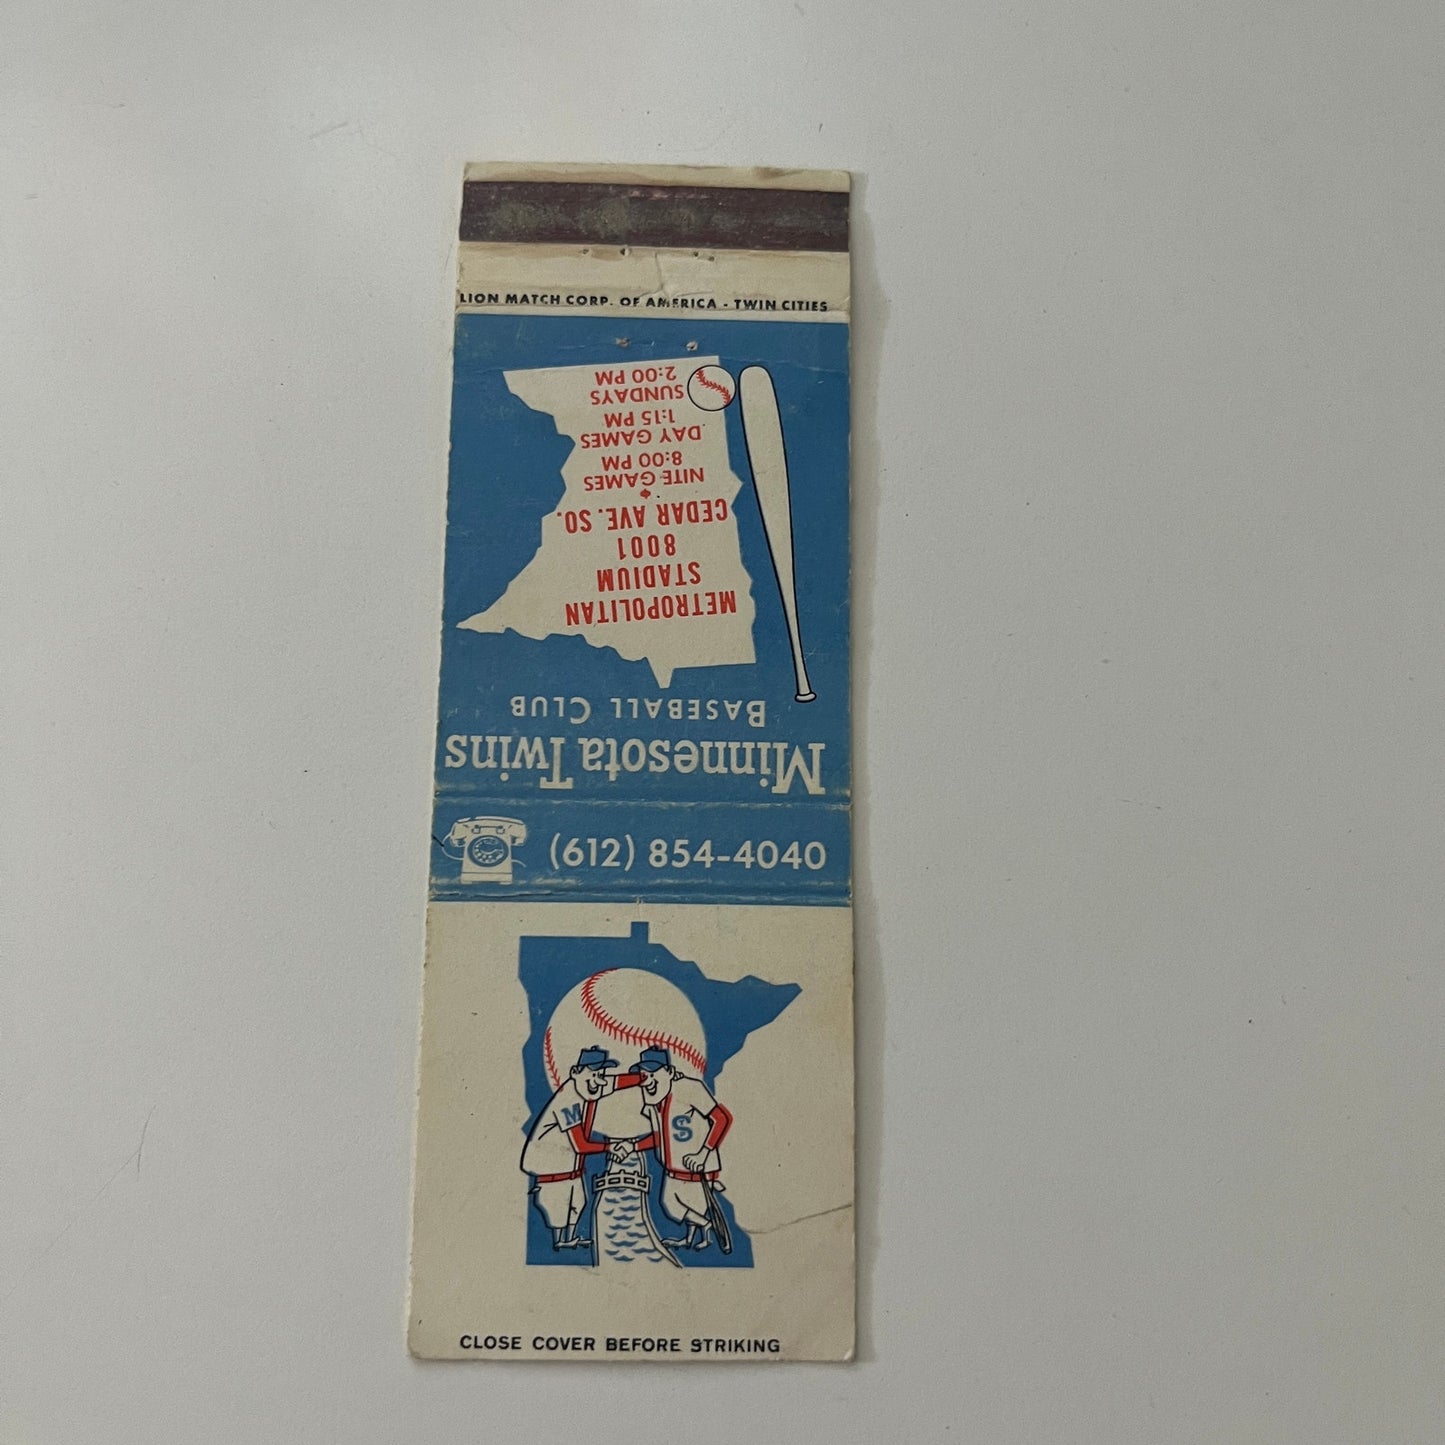 LION MATCH CORP. OF AMERICA - TWIN CITIES
Minnesota Twins
BASEBALL CLUB
METROPOLITAN
STADIUM
8001
CEDAR AVE. SO.
NITE GAMES
8:00 PM
DAY GAMES
1:15 PM
SUNDAYS
2:00 PM
(612) 854-4040
M
S
CLOSE COVER BEFORE STRIKING